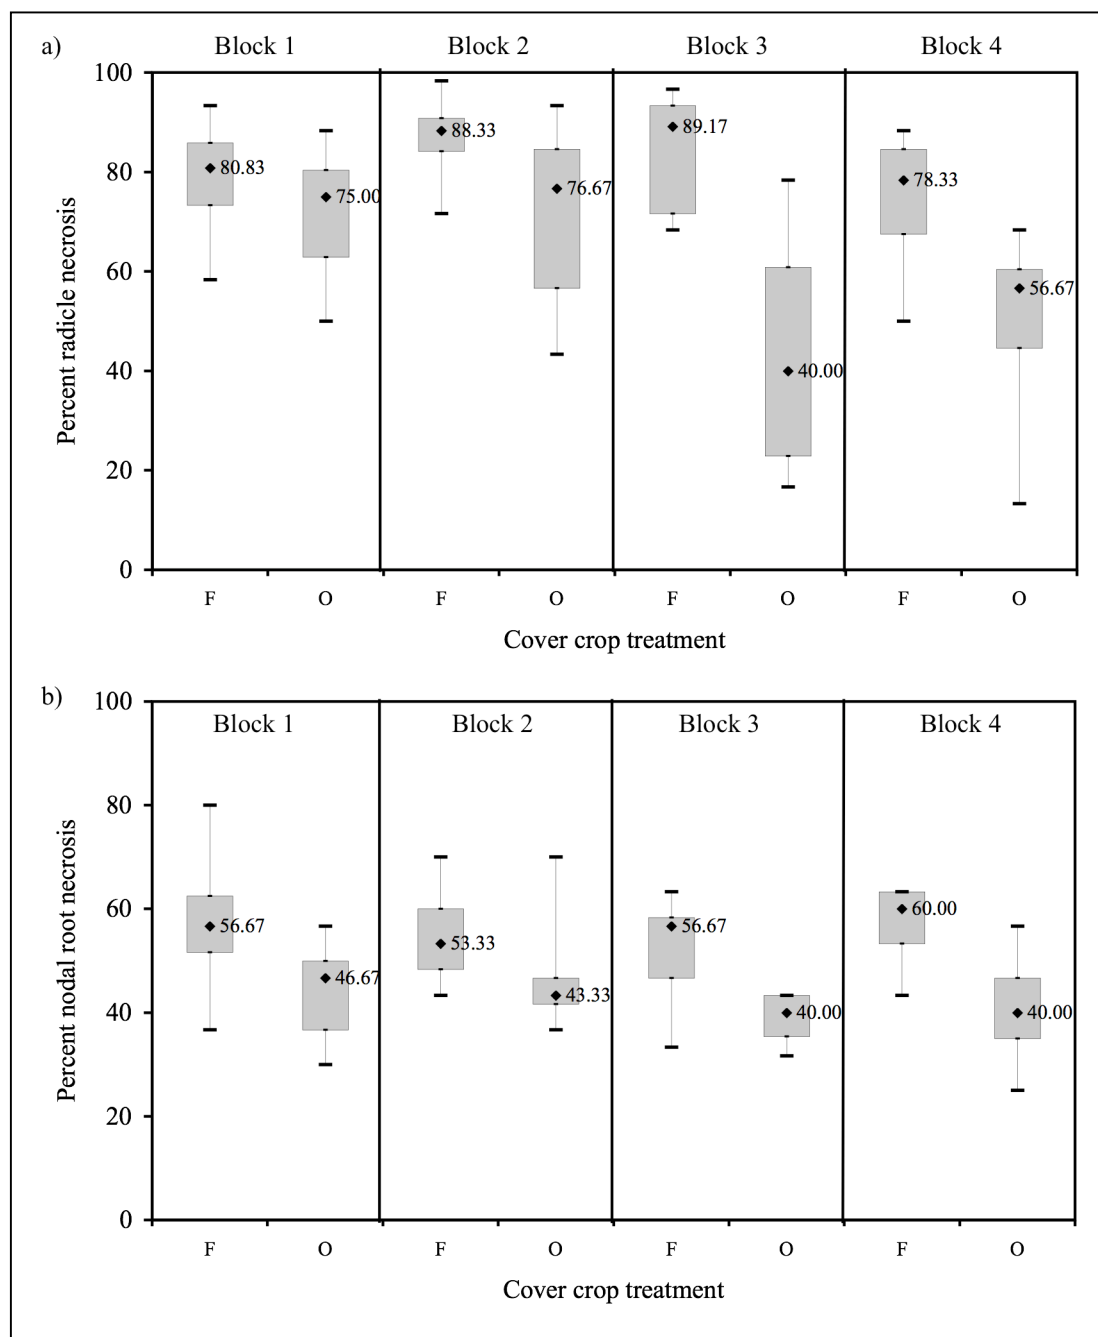 a)
Block 1 Block 2 Block 3 Block 4
Percent radicle necrosis
100
80
60
40
20
0
80.83 75.00 88.33 76.67 89.17 40.00 78.33 56.67
F O F O F O F O
Cover crop treatment
b)
Block 1 Block 2 Block 3 Block 4
Percent nodal root necrosis
100
80
60
40
20
0
56.67 46.67 53.33 43.33 56.67 40.00 60.00 40.00
F O F O F O F O
Cover crop treatment